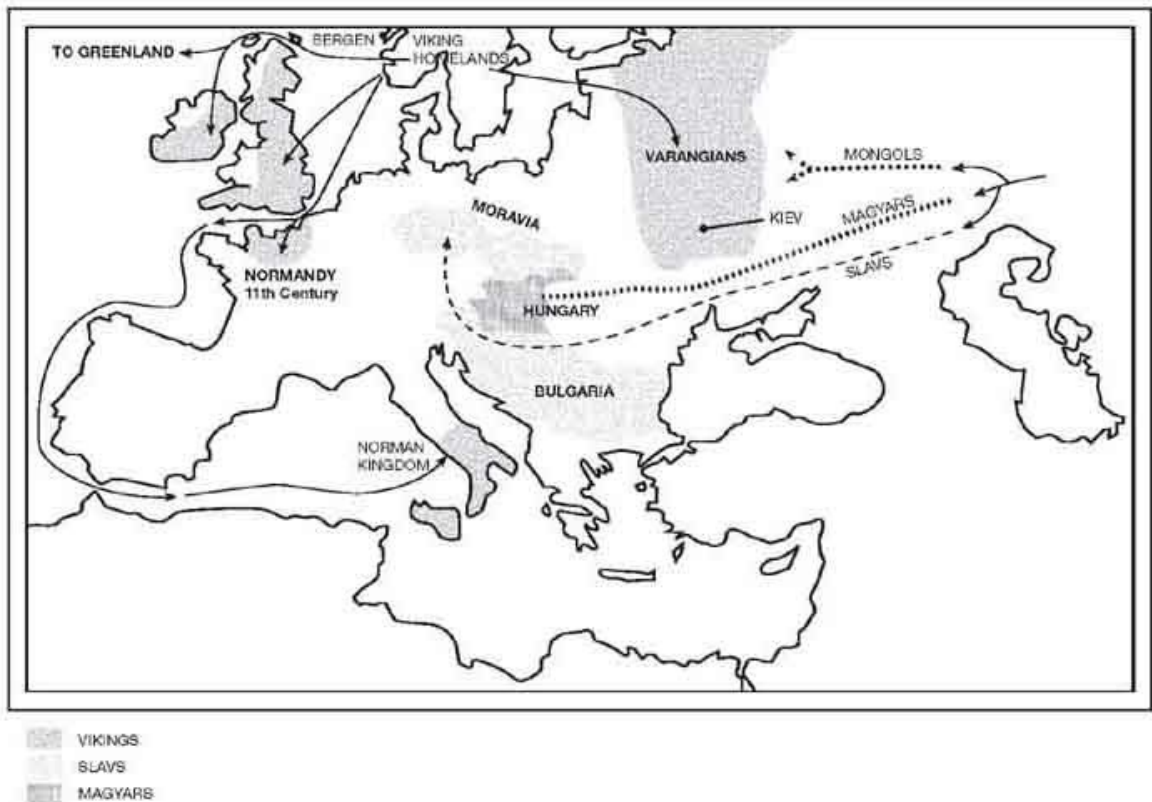 TO GREENLAND
BERGEN
VIKING
HOMELANDS
VARANGIANS
MONGOLS
MAGYARS
KIEV
SLAVS
MORAVIA
NORMANDY
11th Century
HUNGARY
BULGARIA
NORMAN
KINGDOM
VIKINGS
SLAVS
MAGYARS